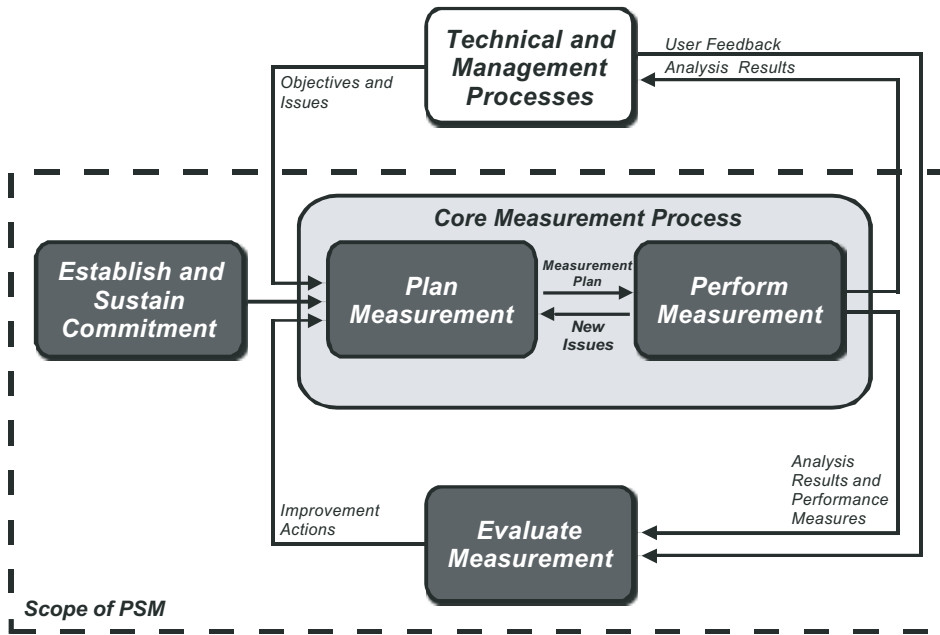 Technical and
Management
Processes
User Feedback
Analysis Results
Objectives and
Issues
Core Measurement Process
Establish and
Sustain
Commitment
Plan
Measurement
Measurement
Plan
New
Issues
Perform
Measurement
Analysis
Results and
Performance
Measures
Improvement
Actions
Evaluate
Measurement
Scope of PSM